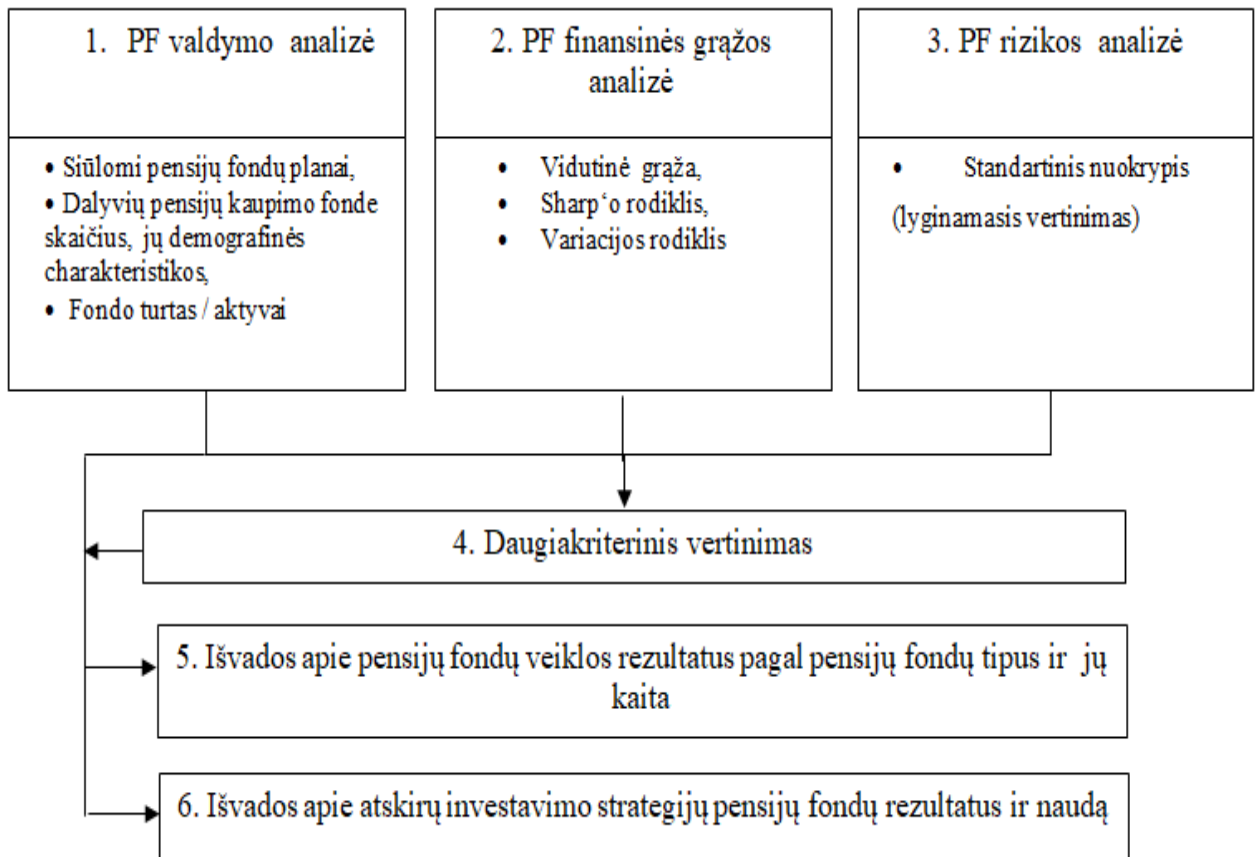 1. PF valdymo analizė
• Siūlomi pensijų fondų planai,
• Dalyvių pensijų kaupimo fonde
skaičius, jų demografinės
charakteristikos,
• Fondo turtas / aktyvai
2. PF finansinės grąžos
analizė
• Vidutinė grąža,
• Sharp‘o rodiklis,
• Variacijos rodiklis
3. PF rizikos analizė
• Standartinis nuokrypis
(lyginamasis vertinimas)
4. Daugiakriterinis vertinimas
5. Išvados apie pensijų fondų veiklos rezultatus pagal pensijų fondų tipus ir jų
kaita
6. Išvados apie atskirų investavimo strategijų pensijų fondų rezultatus ir naudą